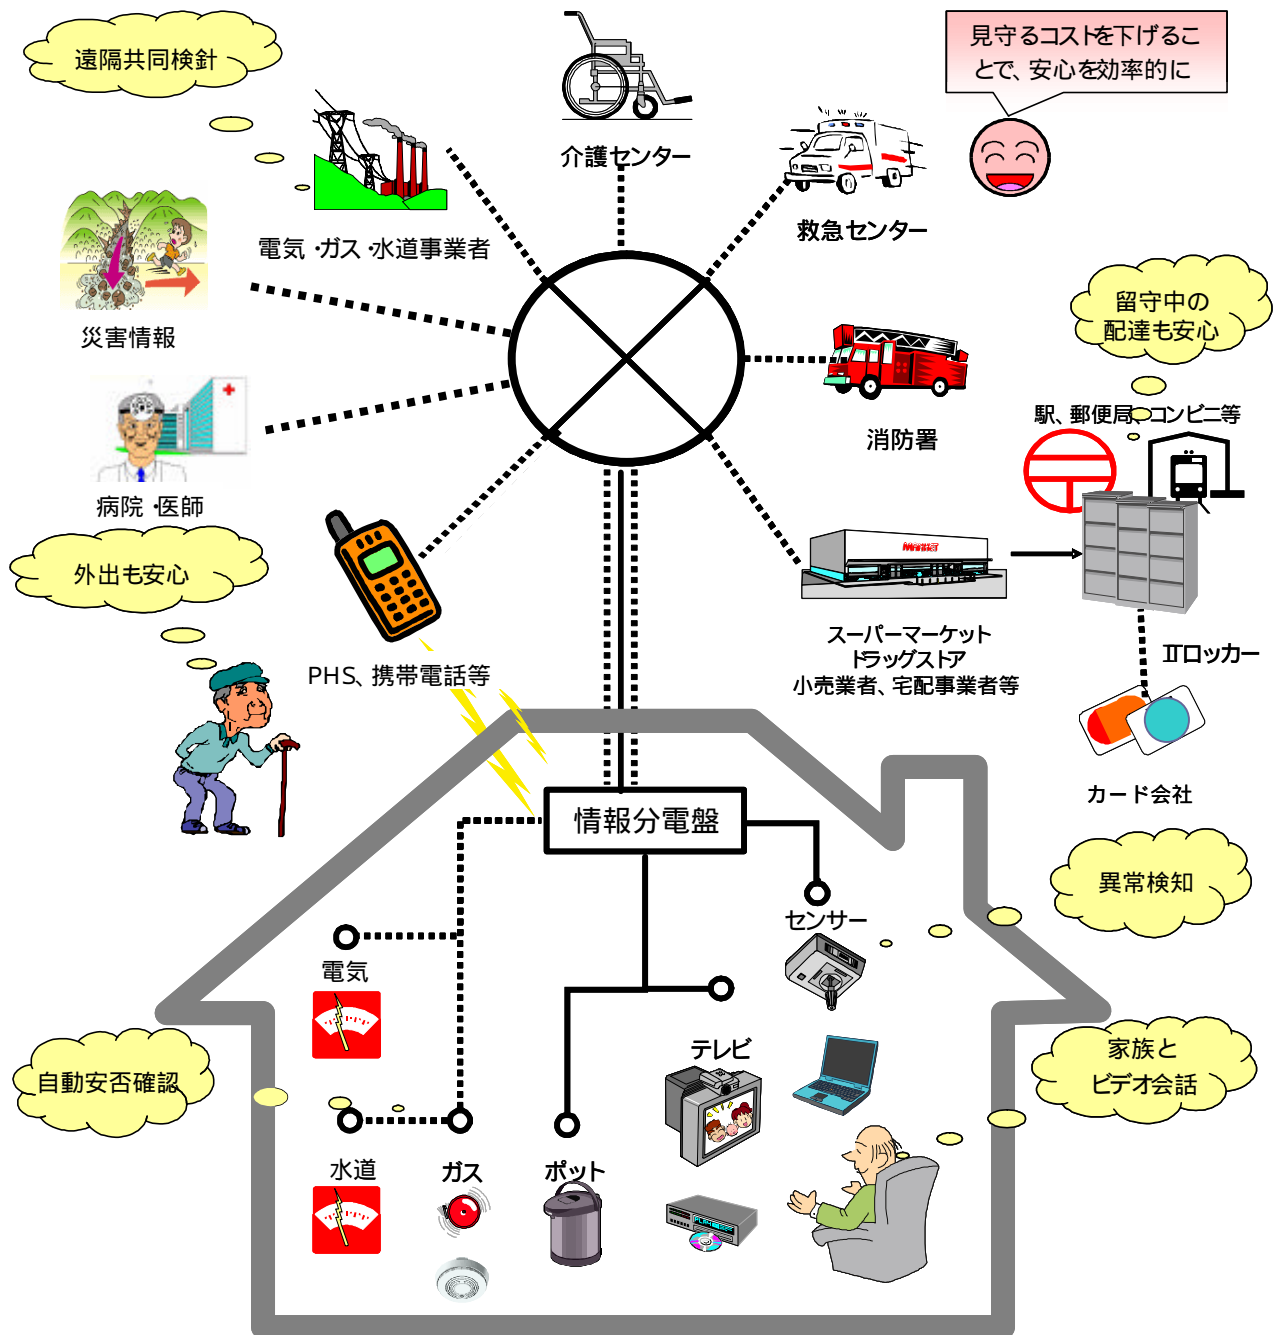 遠隔共同検針
介護センター
見守るコストを下げるこ
とで、安心を効率的に
電気・ガス・水道事業者
救急センター
災害情報
留守中の
配達も安心
消防署
駅、郵便局、コンビニ等
病院・医師
外出も安心
MARKET
スーパーマーケット
ドラッグストア
小売業者、宅配事業者等
ITロッカー
PHS、携帯電話等
カード会社
情報分電盤
異常検知
センサー
電気
テレビ
自動安否確認
家族と
ビデオ会話
水道
ガス
ポット